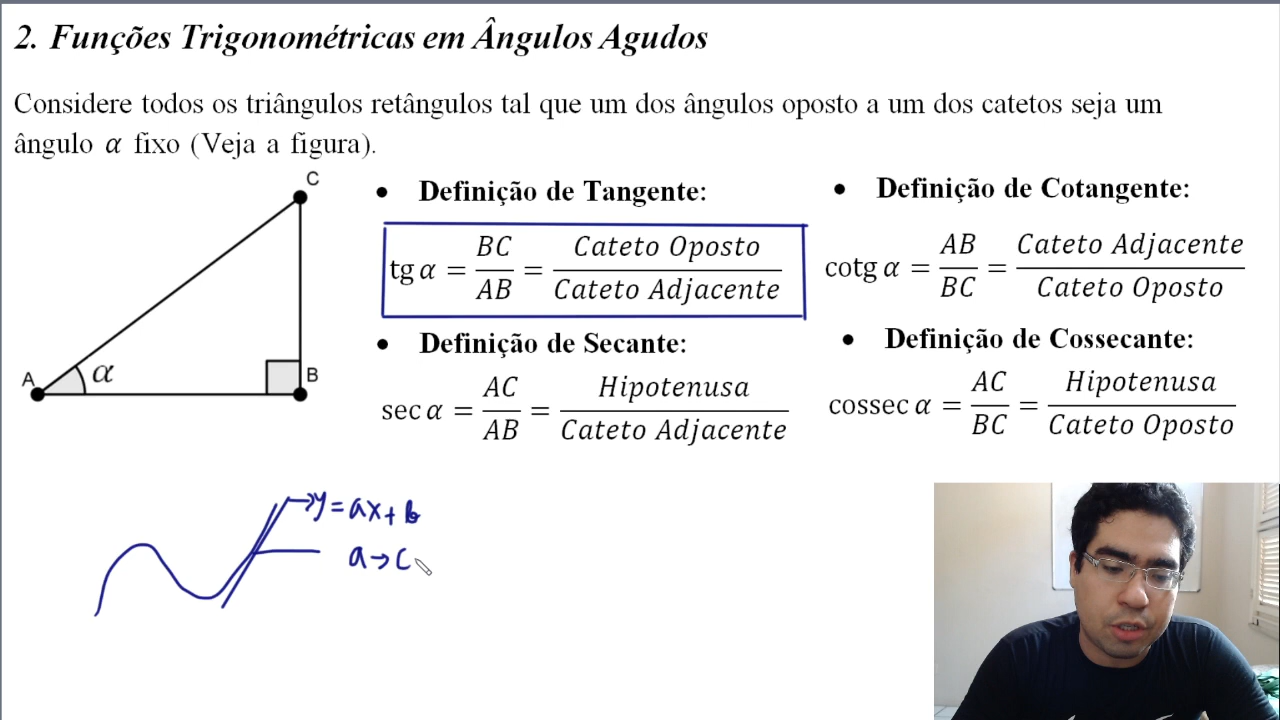 2. Funções Trigonométricas em Ângulos Agudos
Considere todos os triângulos retângulos tal que um dos ângulos oposto a um dos catetos seja um
ângulo α fixo (Veja a figura).
C
A
α
B
• Definição de Tangente:
tg α = BC/AB = Cateto Oposto/Cateto Adjacente
• Definição de Cotangente:
cotg α = AB/BC = Cateto Adjacente/Cateto Oposto
• Definição de Secante:
sec α = AC/AB = Hipotenusa/Cateto Adjacente
• Definição de Cossecante:
cossec α = AC/BC = Hipotenusa/Cateto Oposto
→y=ax+b
a→c